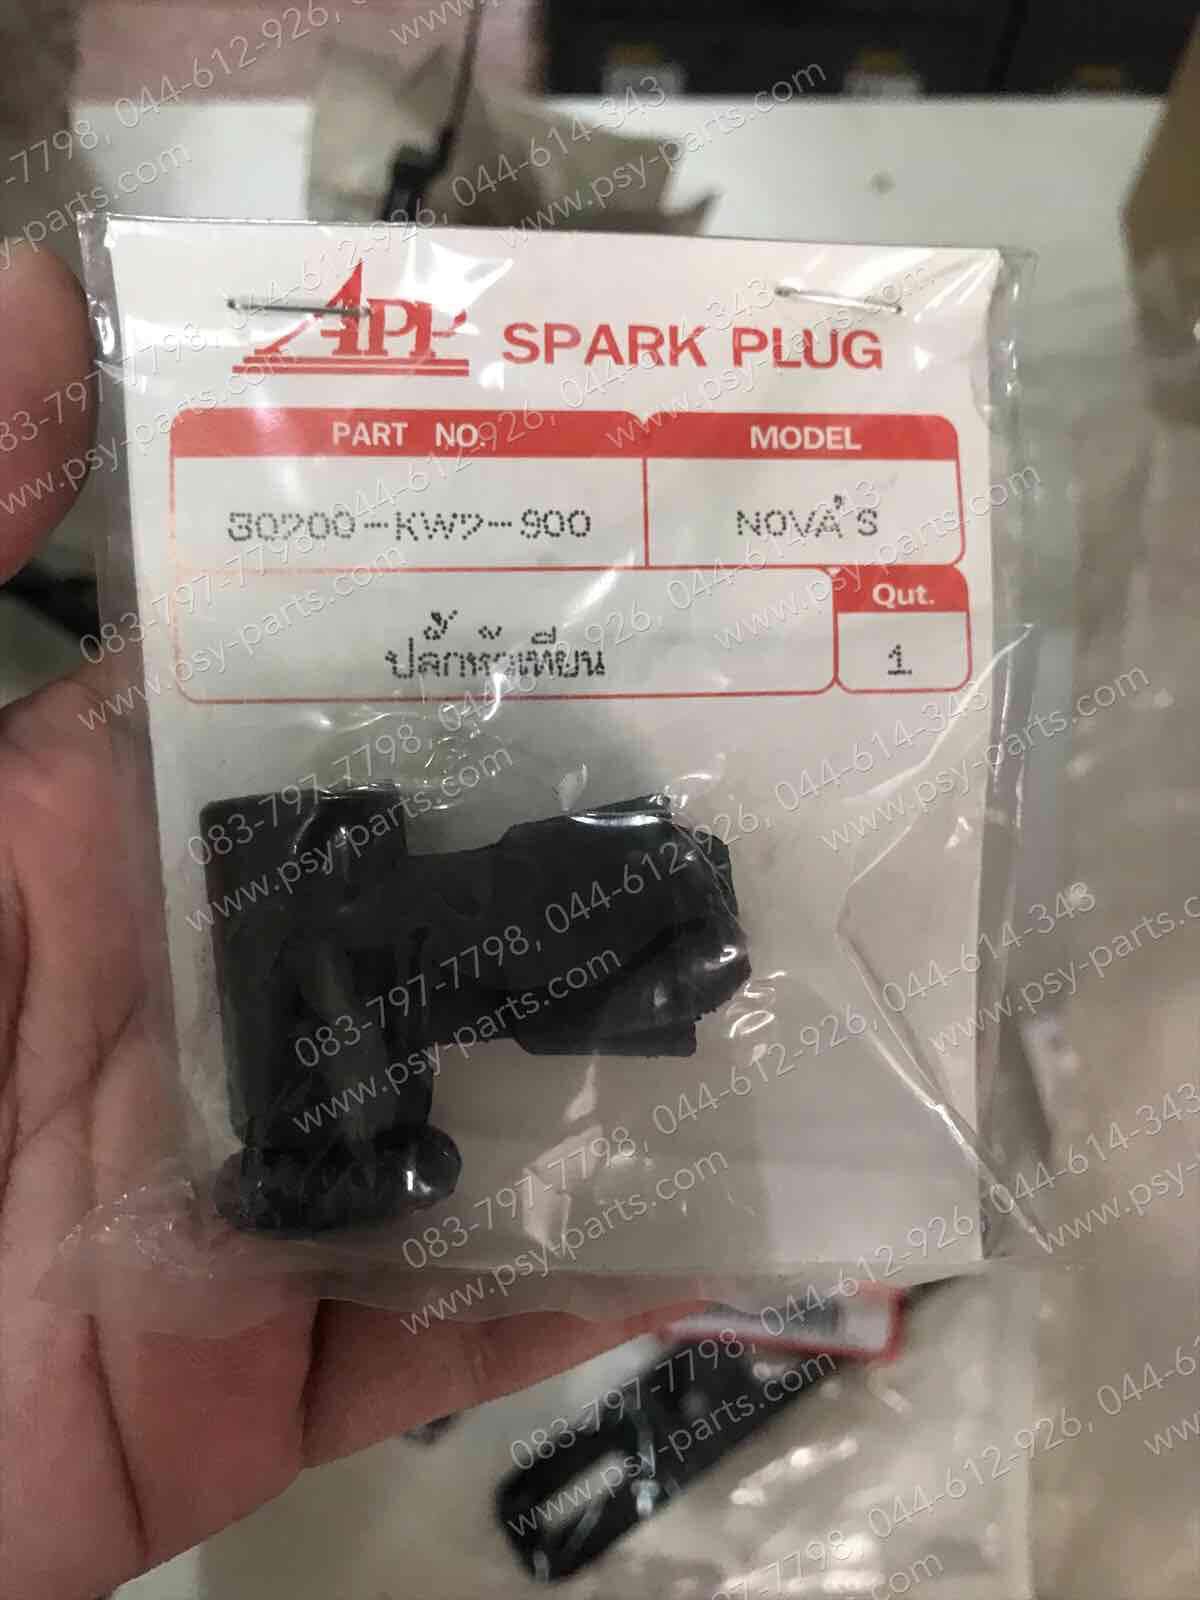 APP SPARK PLUG
PART NO. MODEL
30700-KW7-900 NOVA'S
Qut.
ปลั๊กหัวเทียน 1
083-797-7798, 044-612-926, 044-614-343
www.psy-parts.com